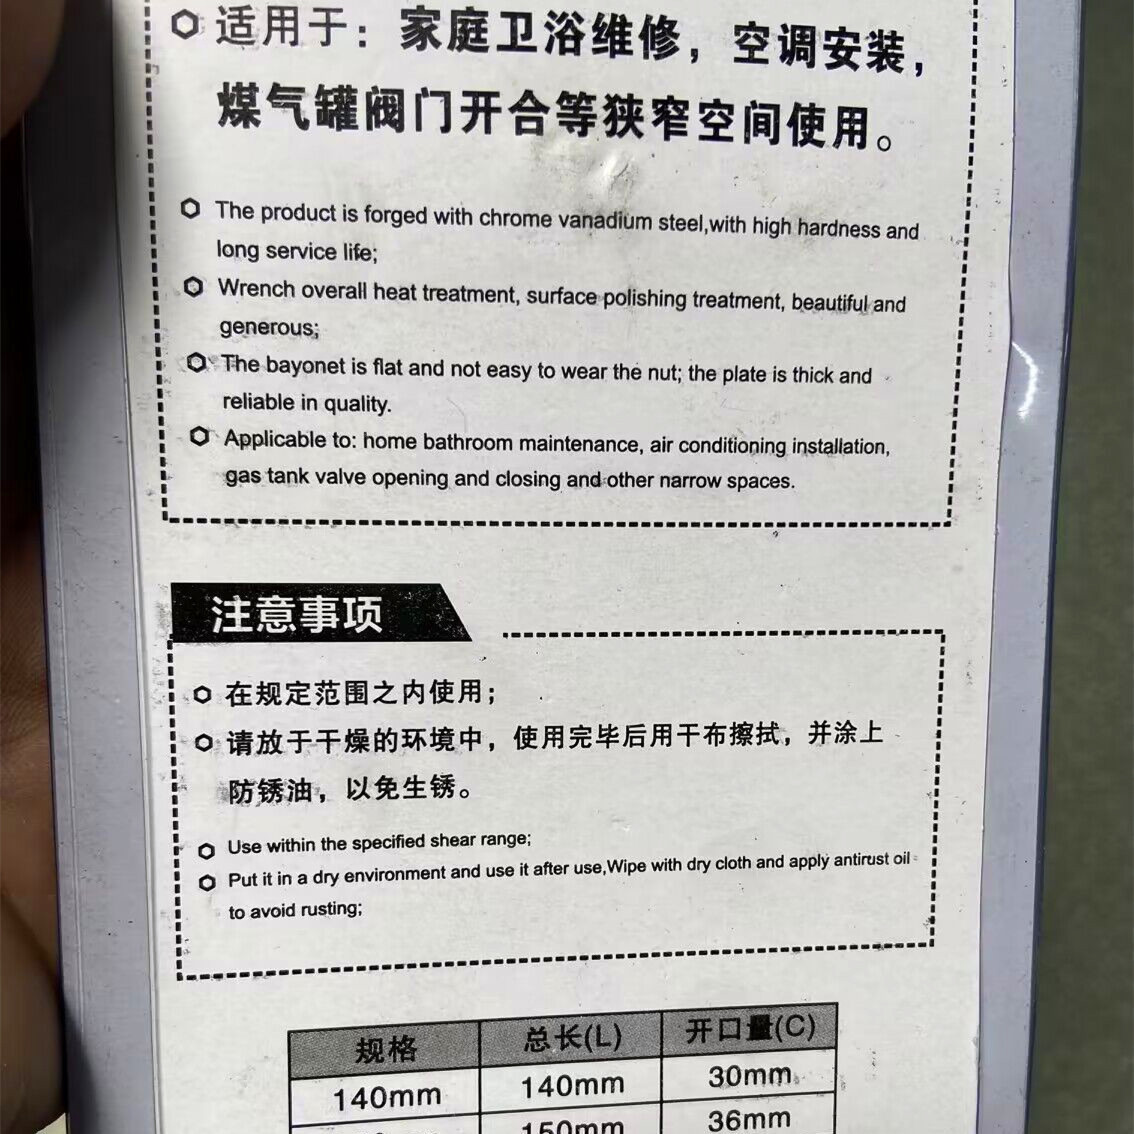 适用于：家庭卫浴维修，空调安装，
煤气罐阀门开合等狭窄空间使用。
The product is forged with chrome vanadium steel,with high hardness and
long service life;
Wrench overall heat treatment, surface polishing treatment, beautiful and
generous;
The bayonet is flat and not easy to wear the nut; the plate is thick and
reliable in quality.
Applicable to: home bathroom maintenance, air conditioning installation,
gas tank valve opening and closing and other narrow spaces.
注意事项
在规定范围之内使用；
请放于干燥的环境中，使用完毕后用干布擦拭，并涂上
防锈油，以免生锈。
Use within the specified shear range;
Put it in a dry environment and use it after use,Wipe with dry cloth and apply antirust oil
to avoid rusting;
规格 总长(L) 开口量(C)
140mm 140mm 30mm
150mm 36mm